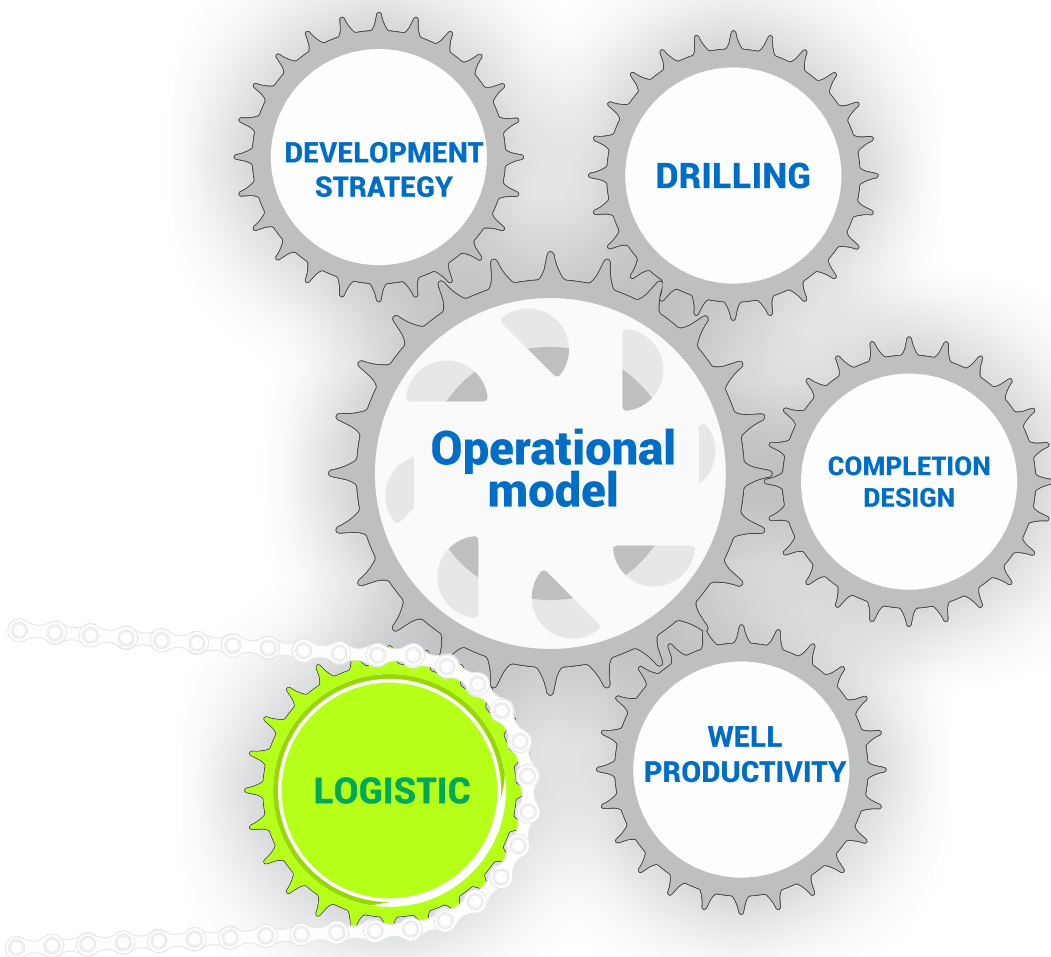 DEVELOPMENT
STRATEGY
DRILLING
Operational
model
COMPLETION
DESIGN
WELL
PRODUCTIVITY
LOGISTIC